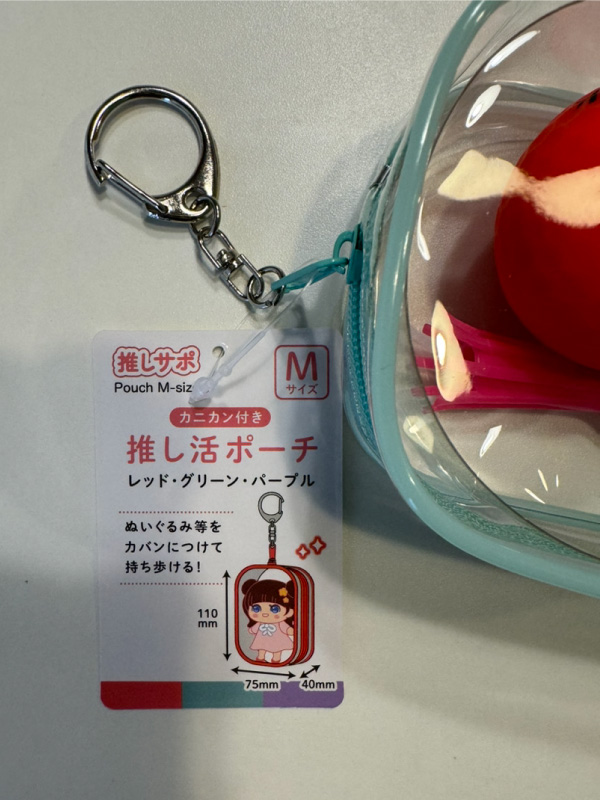 推しサポ
Pouch M-siz
M
サイズ
カニカン付き
推し活ポーチ
レッド・グリーン・パープル
ぬいぐるみ等を
カバンにつけて
持ち歩ける!
110
mm
75mm
40mm